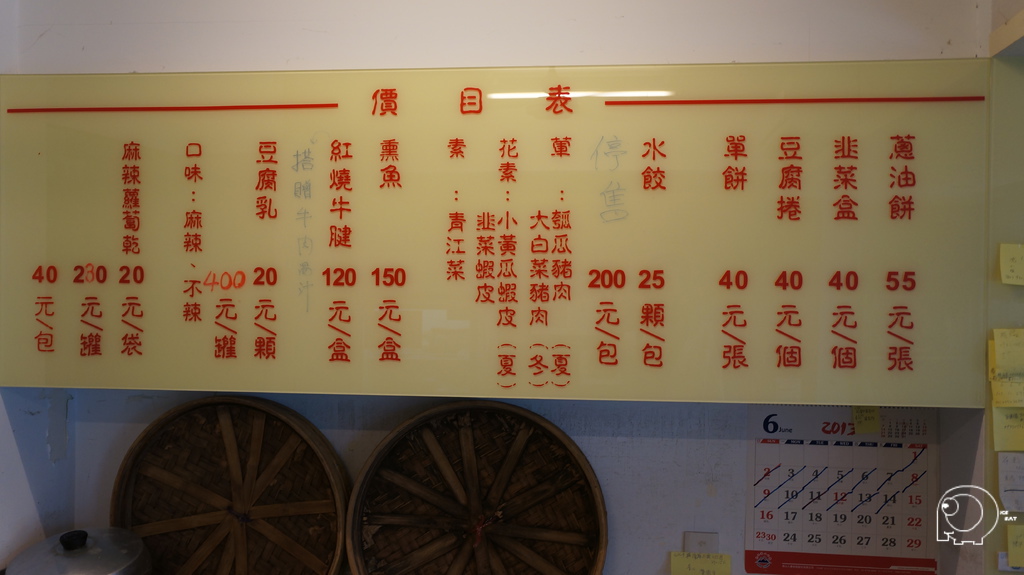 價目表
蔥油餅 55元/張
韭菜盒 40元/個
豆腐捲 40元/個
單餅 40元/張
水餃 25顆/包
200元/包
停售
葷:瓠瓜豬肉(夏)
大白菜豬肉(冬)
花素:小黃瓜蝦皮(夏)
韭菜蝦皮
素:青江菜
熏魚 150元/盒
紅燒牛腱 120元/盒
搭贈牛肉湯汁
豆腐乳 20元/顆
400元/罐
口味:麻辣、不辣
麻辣蘿蔔乾 20元/袋
280元/罐
40元/包
6 June 2013
1
2 3 4 5 6 7 8
9 10 11 12 13 14 15
16 17 18 19 20 21 22
23/30 24 25 26 27 28 29
ICE BAY